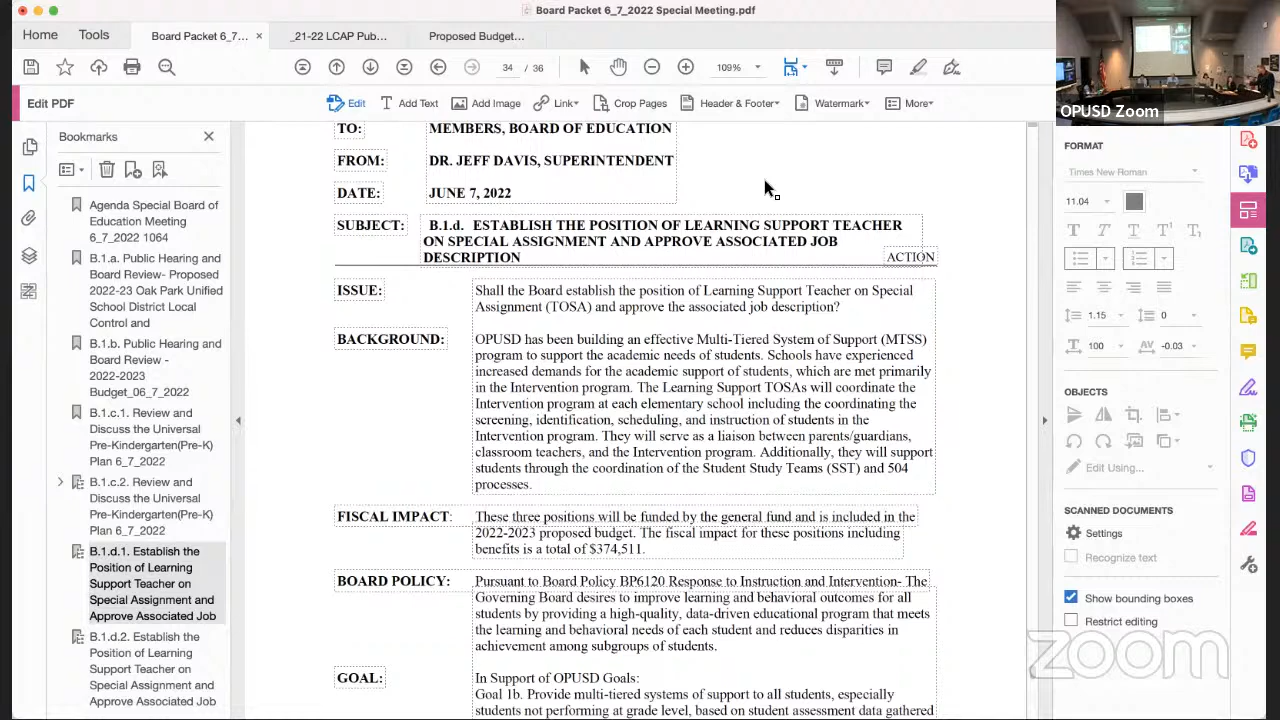 Board Packet 6_7_2022 Special Meeting.pdf
Home
Tools
Board Packet 6_7...
×
_21-22 LCAP Pub...
Proposed Budget...
34 / 36
109%
Edit PDF
Edit
Add Text
Add Image
Link
Crop Pages
Header & Footer
Watermark
More
Bookmarks
Agenda Special Board of
Education Meeting
6_7_2022 1064
B.1.a. Public Hearing and
Board Review- Proposed
2022-23 Oak Park Unified
School District Local
Control and
B.1.b. Public Hearing and
Board Review -
2022-2023
Budget_06_7_2022
B.1.c.1. Review and
Discuss the Universal
Pre-Kindergarten(Pre-K)
Plan 6_7_2022
B.1.c.2. Review and
Discuss the Universal
Pre-Kindergarten(Pre-K)
Plan 6_7_2022
B.1.d.1. Establish the
Position of Learning
Support Teacher on
Special Assignment and
Approve Associated Job
B.1.d.2. Establish the
Position of Learning
Support Teacher on
Special Assignment and
Approve Associated Job
TO: MEMBERS, BOARD OF EDUCATION
FROM: DR. JEFF DAVIS, SUPERINTENDENT
DATE: JUNE 7, 2022
SUBJECT: B.1.d. ESTABLISH THE POSITION OF LEARNING SUPPORT TEACHER
ON SPECIAL ASSIGNMENT AND APPROVE ASSOCIATED JOB
DESCRIPTION ACTION
ISSUE: Shall the Board establish the position of Learning Support Teacher on Special
Assignment (TOSA) and approve the associated job description?
BACKGROUND: OPUSD has been building an effective Multi-Tiered System of Support (MTSS)
program to support the academic needs of students. Schools have experienced
increased demands for the academic support of students, which are met primarily
in the Intervention program. The Learning Support TOSAs will coordinate the
Intervention program at each elementary school including the coordinating the
screening, identification, scheduling, and instruction of students in the
Intervention program. They will serve as a liaison between parents/guardians,
classroom teachers, and the Intervention program. Additionally, they will support
students through the coordination of the Student Study Teams (SST) and 504
processes.
FISCAL IMPACT: These three positions will be funded by the general fund and is included in the
2022-2023 proposed budget. The fiscal impact for these positions including
benefits is a total of $374,511.
BOARD POLICY: Pursuant to Board Policy BP6120 Response to Instruction and Intervention- The
Governing Board desires to improve learning and behavioral outcomes for all
students by providing a high-quality, data-driven educational program that meets
the learning and behavioral needs of each student and reduces disparities in
achievement among subgroups of students.
GOAL: In Support of OPUSD Goals:
Goal 1b. Provide multi-tiered systems of support to all students, especially
students not performing at grade level, based on student assessment data gathered
OPUSD Zoom
FORMAT
Times New Roman
11.04
T T T T¹ T₁
1.15
0
100
AV -0.03
OBJECTS
Edit Using...
SCANNED DOCUMENTS
Settings
Recognize text
Show bounding boxes
Restrict editing
zoom